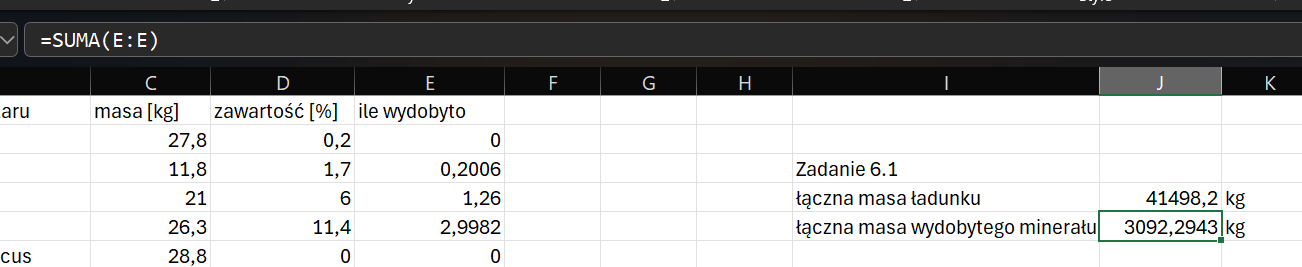 =SUMA(E:E)
C D E F G H I J K
masa [kg] zawartość [%] ile wydobyto
27,8 0,2 0
11,8 1,7 0,2006 Zadanie 6.1
21 6 1,26 łączna masa ładunku 41498,2 kg
26,3 11,4 2,9982 łączna masa wydobytego minerału 3092,2943 kg
cus 28,8 0 0